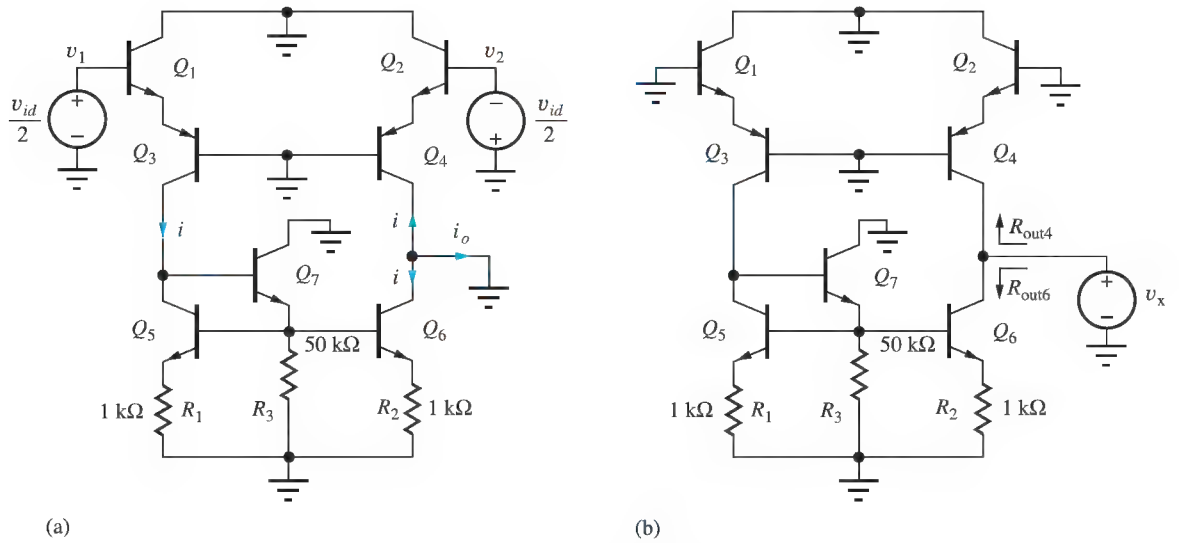 v1
v2
Q1
Q2
vid/2
+
−
−
+
vid/2
Q3
Q4
i
i
io
i
Q7
Q5
Q6
50 kΩ
1 kΩ
R1
R3
R2
1 kΩ
(a)
Q1
Q2
Q3
Q4
Rout4
Q7
Rout6
+
−
vx
Q5
Q6
50 kΩ
1 kΩ
R1
R3
R2
1 kΩ
(b)